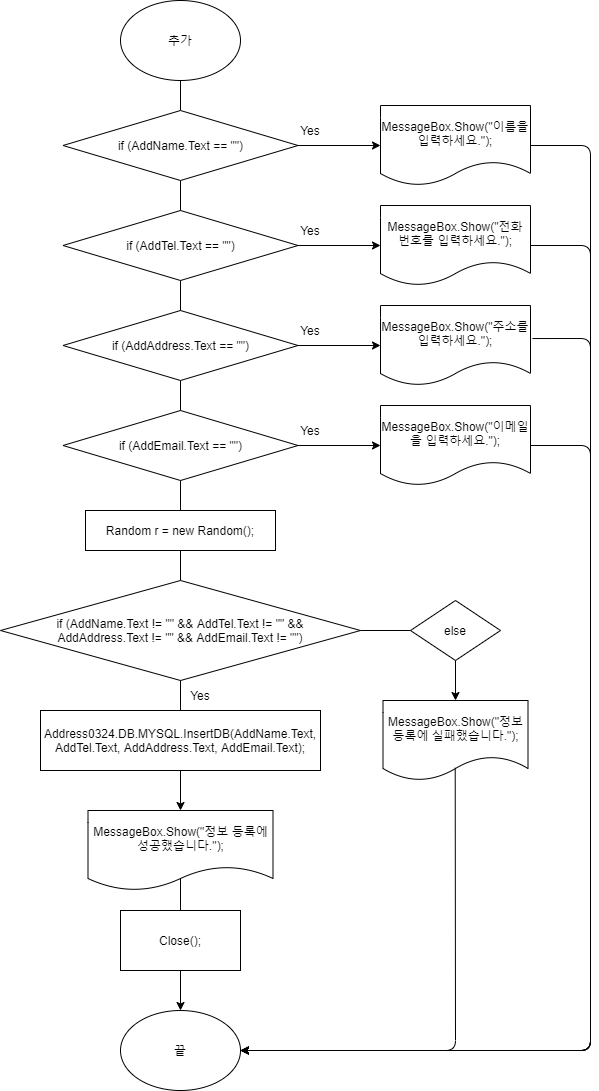 추가
if (AddName.Text == "")
Yes
MessageBox.Show("이름을
입력하세요.");
if (AddTel.Text == "")
Yes
MessageBox.Show("전화
번호를 입력하세요.");
if (AddAddress.Text == "")
Yes
MessageBox.Show("주소를
입력하세요.");
if (AddEmail.Text == "")
Yes
MessageBox.Show("이메일
을 입력하세요.");
Random r = new Random();
if (AddName.Text != "" && AddTel.Text != "" &&
AddAddress.Text != "" && AddEmail.Text != "")
else
Yes
Address0324.DB.MYSQL.InsertDB(AddName.Text,
AddTel.Text, AddAddress.Text, AddEmail.Text);
MessageBox.Show("정보
등록에 실패했습니다.");
MessageBox.Show("정보 등록에
성공했습니다.");
Close();
끝